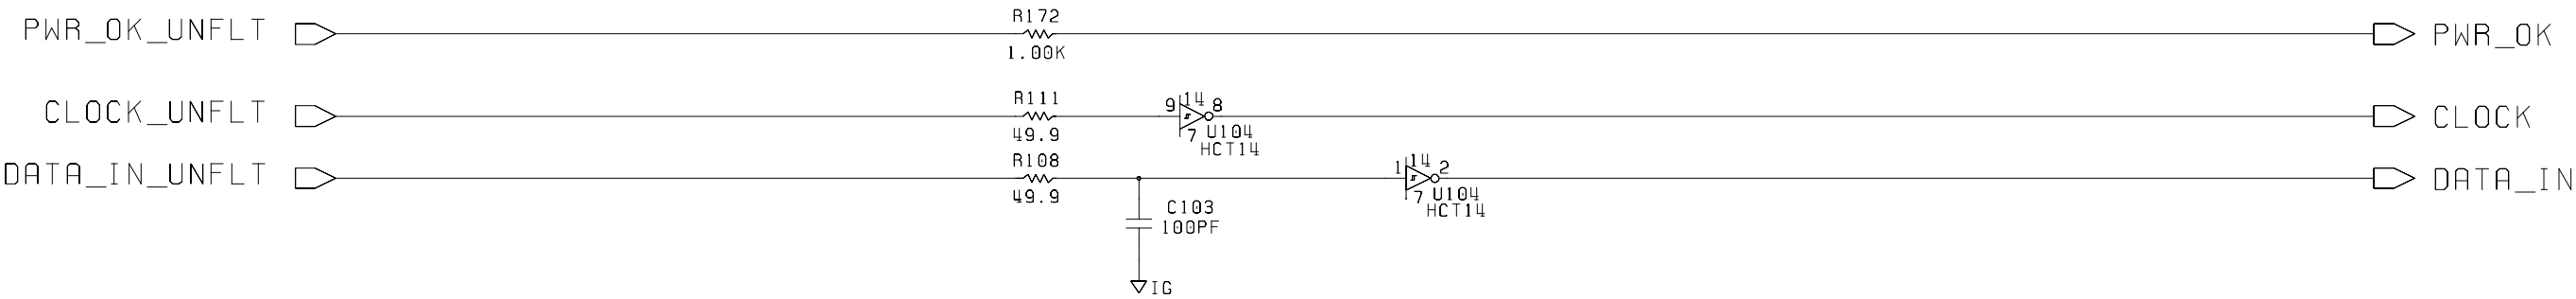 PWR_OK_UNFLT
R172
1.00K
PWR_OK
CLOCK_UNFLT
R111
49.9
9
14
8
7
U104
HCT14
CLOCK
DATA_IN_UNFLT
R108
49.9
C103
100PF
IG
1
14
2
7
U104
HCT14
DATA_IN